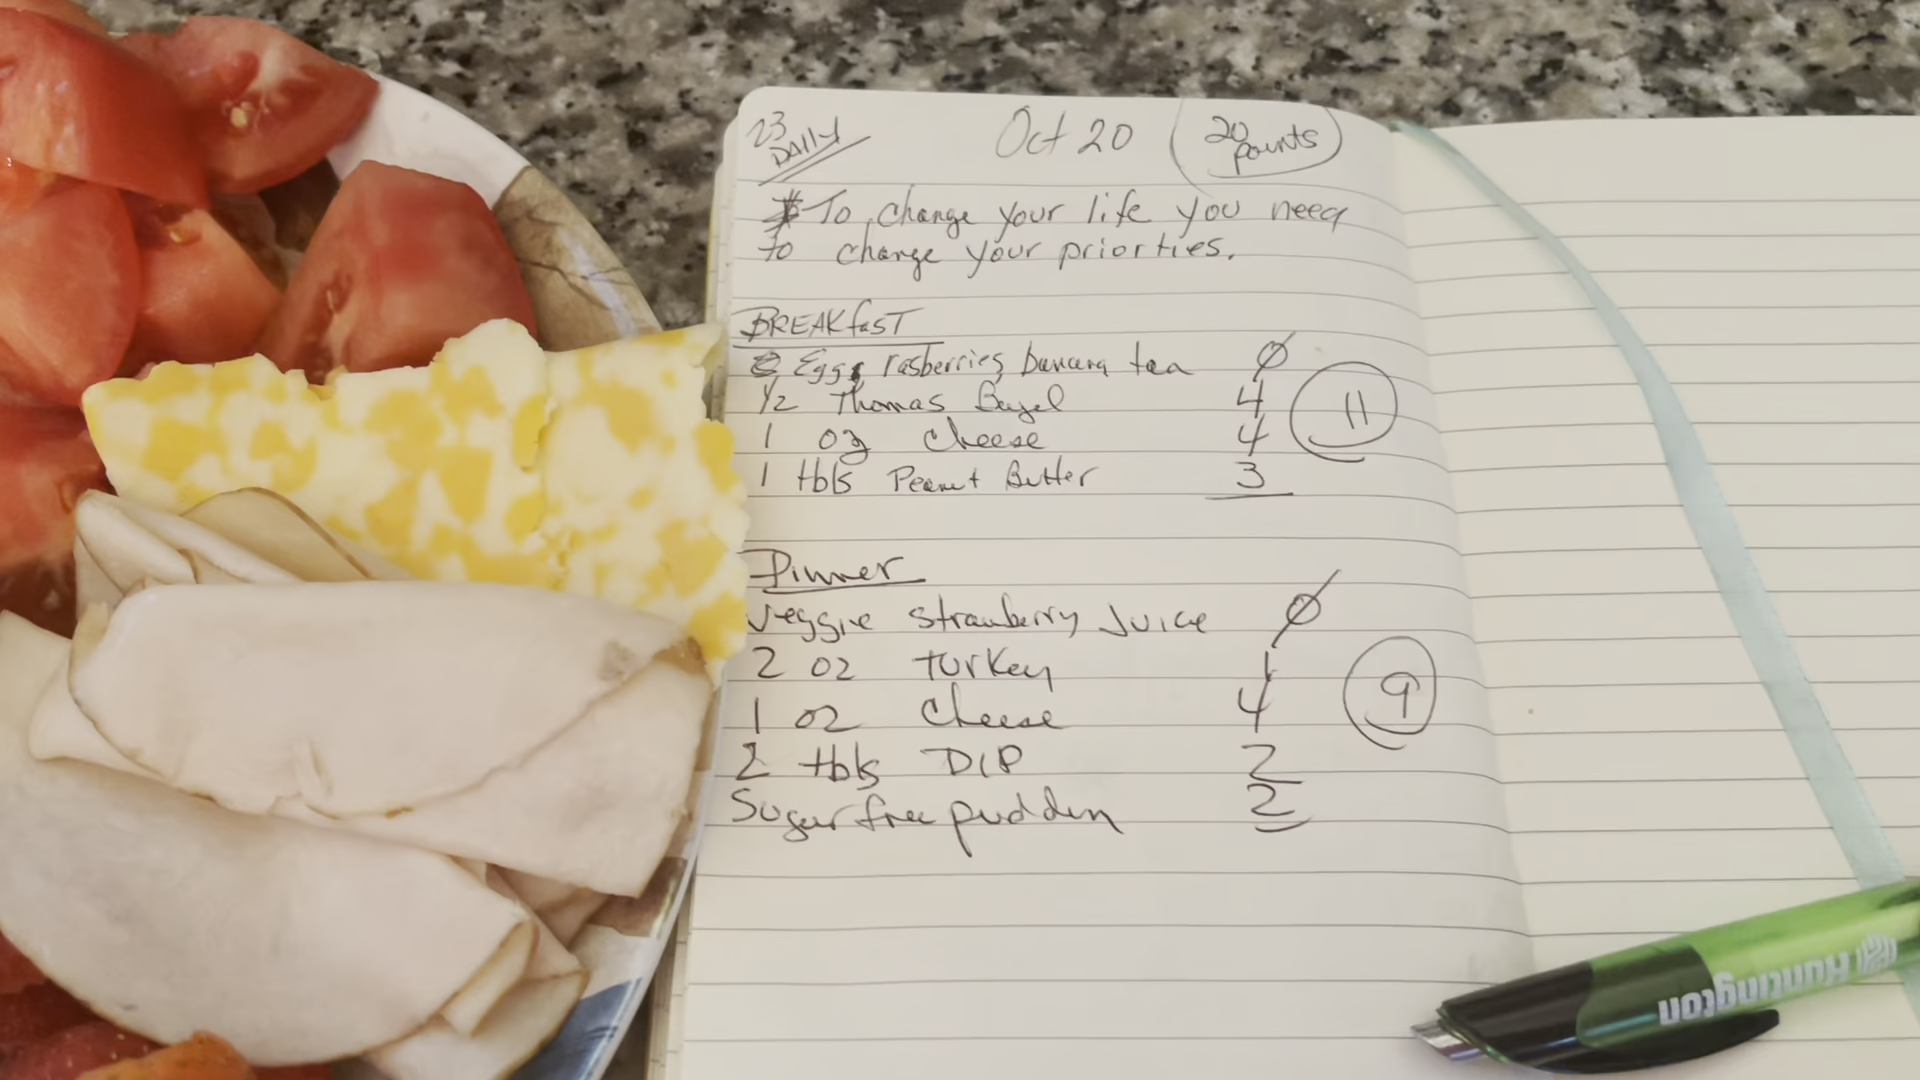 23 DAILY
Oct 20
20 points
* To change your life you need
to change your priorties.
BREAKfasT
Egg, rasberries, banana tea Ø
1/2 Thomas Bagel 4
1 oz Cheese 4
1 tbls Peanut Butter 3
11
Dinner
Veggie strawberry Juice Ø
2 oz Turkey 1
1 oz Cheese 4
2 tbls DIP 2
Sugar free pudden 2
9
Huntington